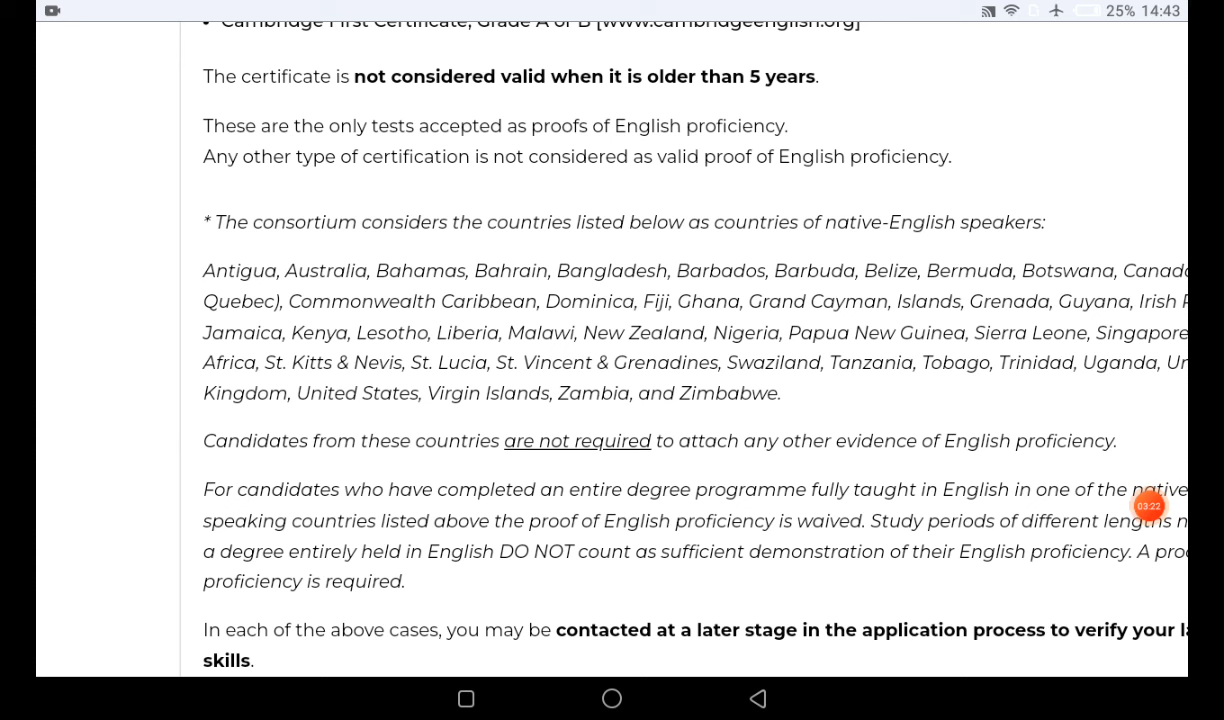 25% 14:43
Cambridge First Certificate, Grade A or B [www.cambridgeenglish.org]
The certificate is not considered valid when it is older than 5 years.
These are the only tests accepted as proofs of English proficiency.
Any other type of certification is not considered as valid proof of English proficiency.
* The consortium considers the countries listed below as countries of native-English speakers:
Antigua, Australia, Bahamas, Bahrain, Bangladesh, Barbados, Barbuda, Belize, Bermuda, Botswana,
Quebec), Commonwealth Caribbean, Dominica, Fiji, Ghana, Grand Cayman, Islands, Grenada, Guyana, Irish
Jamaica, Kenya, Lesotho, Liberia, Malawi, New Zealand, Nigeria, Papua New Guinea, Sierra Leone, Singapore
Africa, St. Kitts & Nevis, St. Lucia, St. Vincent & Grenadines, Swaziland, Tanzania, Tobago, Trinidad, Uganda,
Kingdom, United States, Virgin Islands, Zambia, and Zimbabwe.
Candidates from these countries are not required to attach any other evidence of English proficiency.
For candidates who have completed an entire degree programme fully taught in English in one of the native
03:22
speaking countries listed above the proof of English proficiency is waived. Study periods of different lengths
a degree entirely held in English DO NOT count as sufficient demonstration of their English proficiency. A
proficiency is required.
In each of the above cases, you may be contacted at a later stage in the application process to verify your
skills.